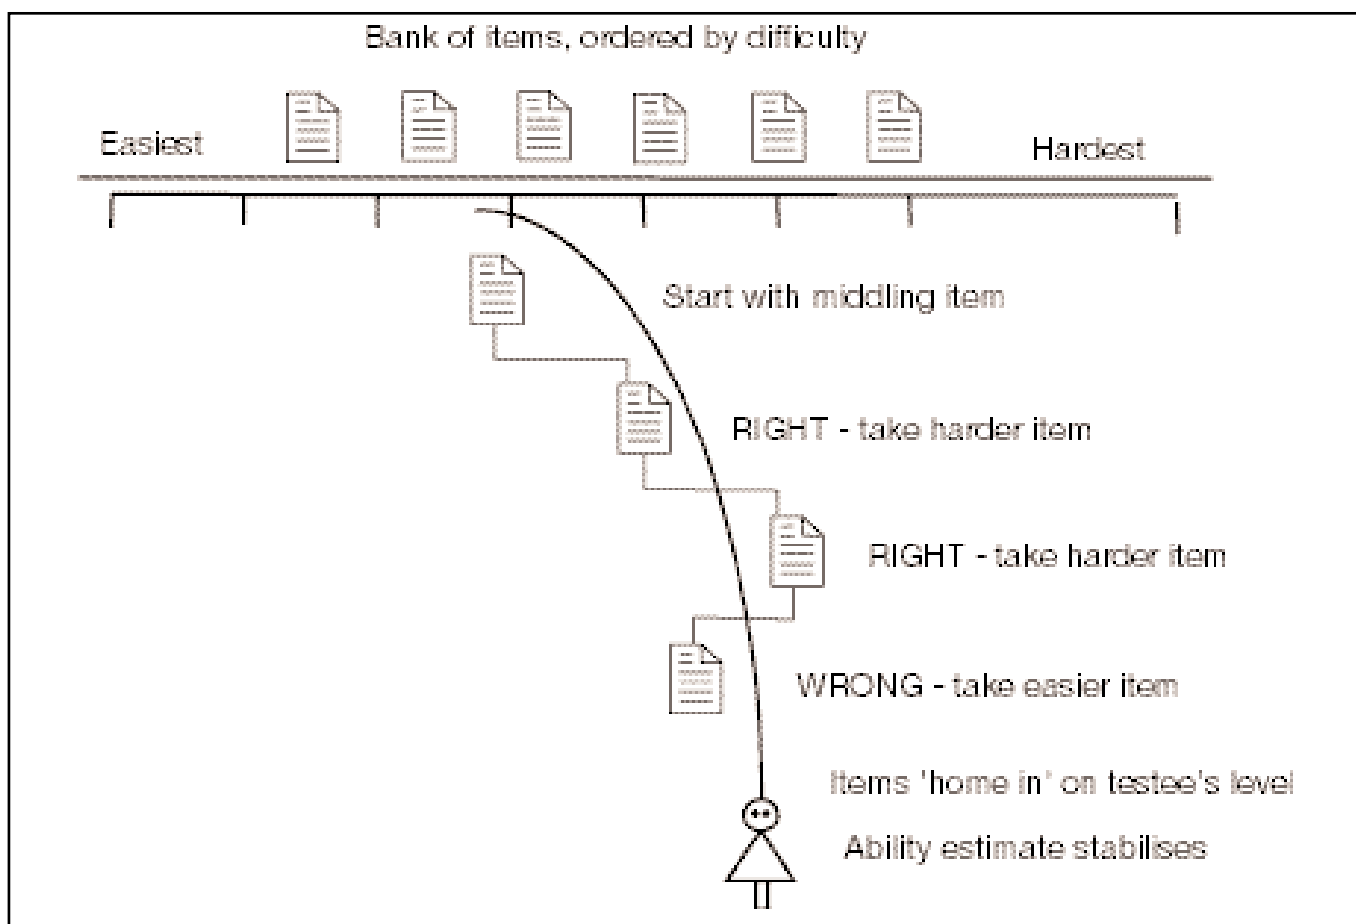 Bank of items, ordered by difficulty
Easiest
Hardest
Start with middling item
RIGHT - take harder item
RIGHT - take harder item
WRONG - take easier item
Items 'home in' on testee's level
Ability estimate stabilises